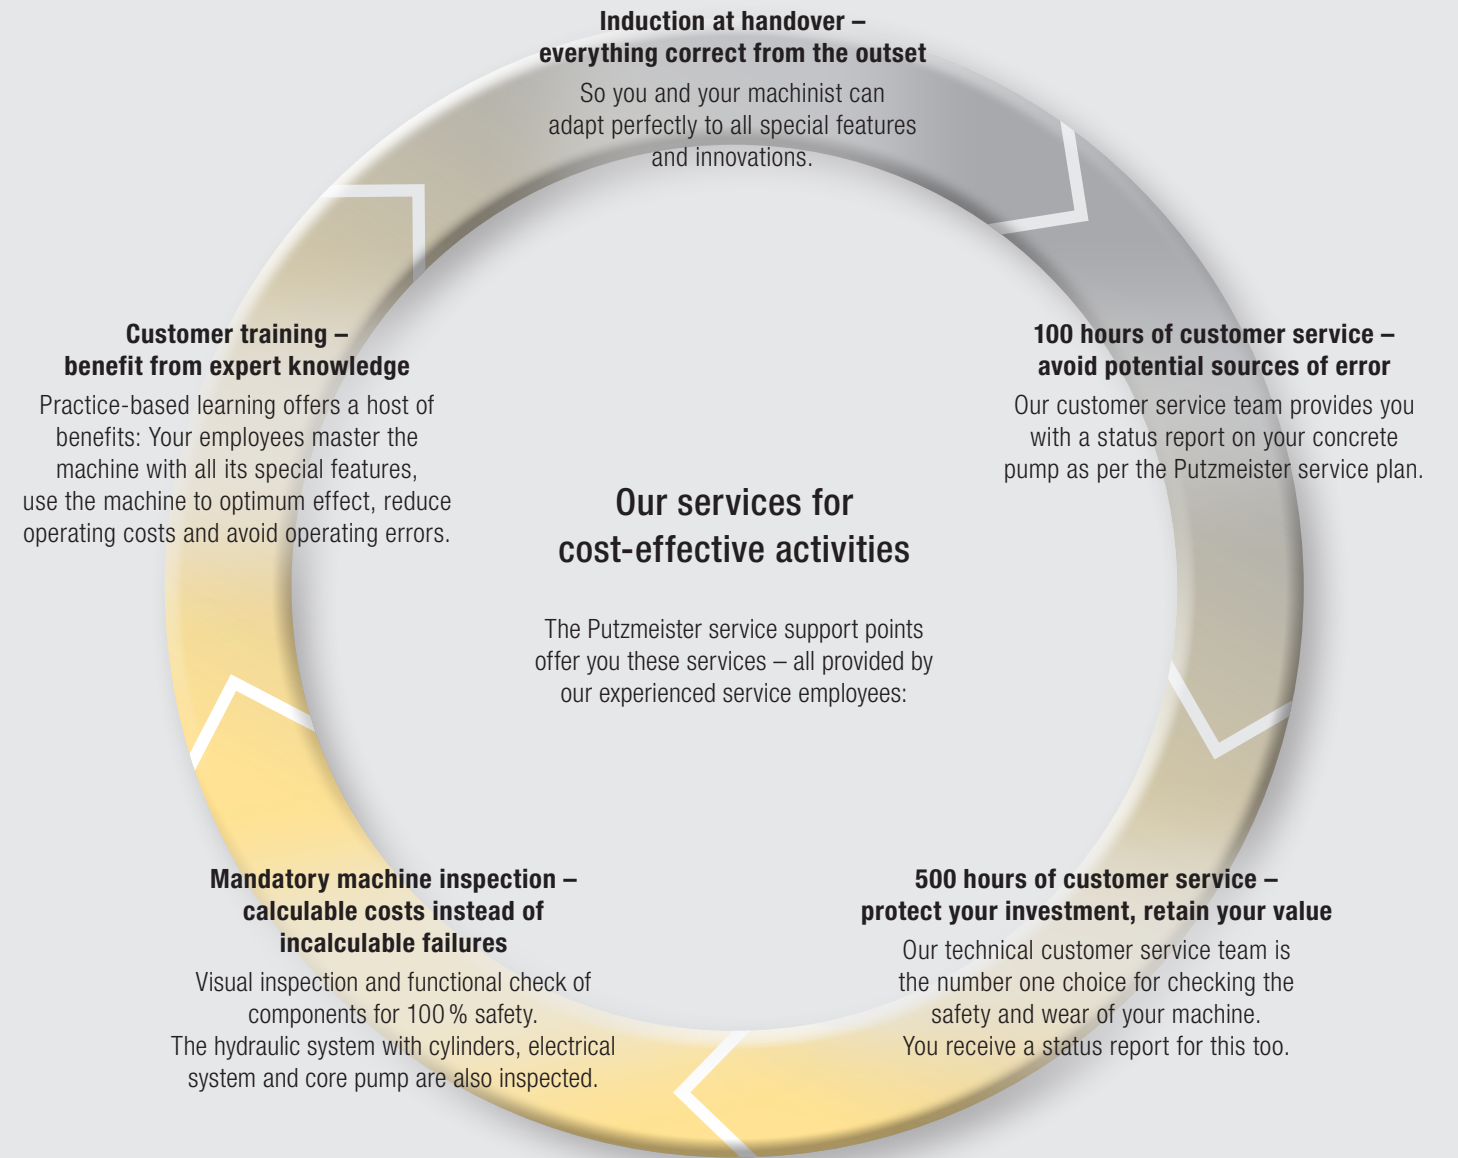 Induction at handover –
everything correct from the outset
So you and your machinist can
adapt perfectly to all special features
and innovations.
100 hours of customer service –
avoid potential sources of error
Our customer service team provides you
with a status report on your concrete
pump as per the Putzmeister service plan.
500 hours of customer service –
protect your investment, retain your value
Our technical customer service team is
the number one choice for checking the
safety and wear of your machine.
You receive a status report for this too.
Mandatory machine inspection –
calculable costs instead of
incalculable failures
Visual inspection and functional check of
components for 100 % safety.
The hydraulic system with cylinders, electrical
system and core pump are also inspected.
Customer training –
benefit from expert knowledge
Practice-based learning offers a host of
benefits: Your employees master the
machine with all its special features,
use the machine to optimum effect, reduce
operating costs and avoid operating errors.
Our services for
cost-effective activities
The Putzmeister service support points
offer you these services – all provided by
our experienced service employees: